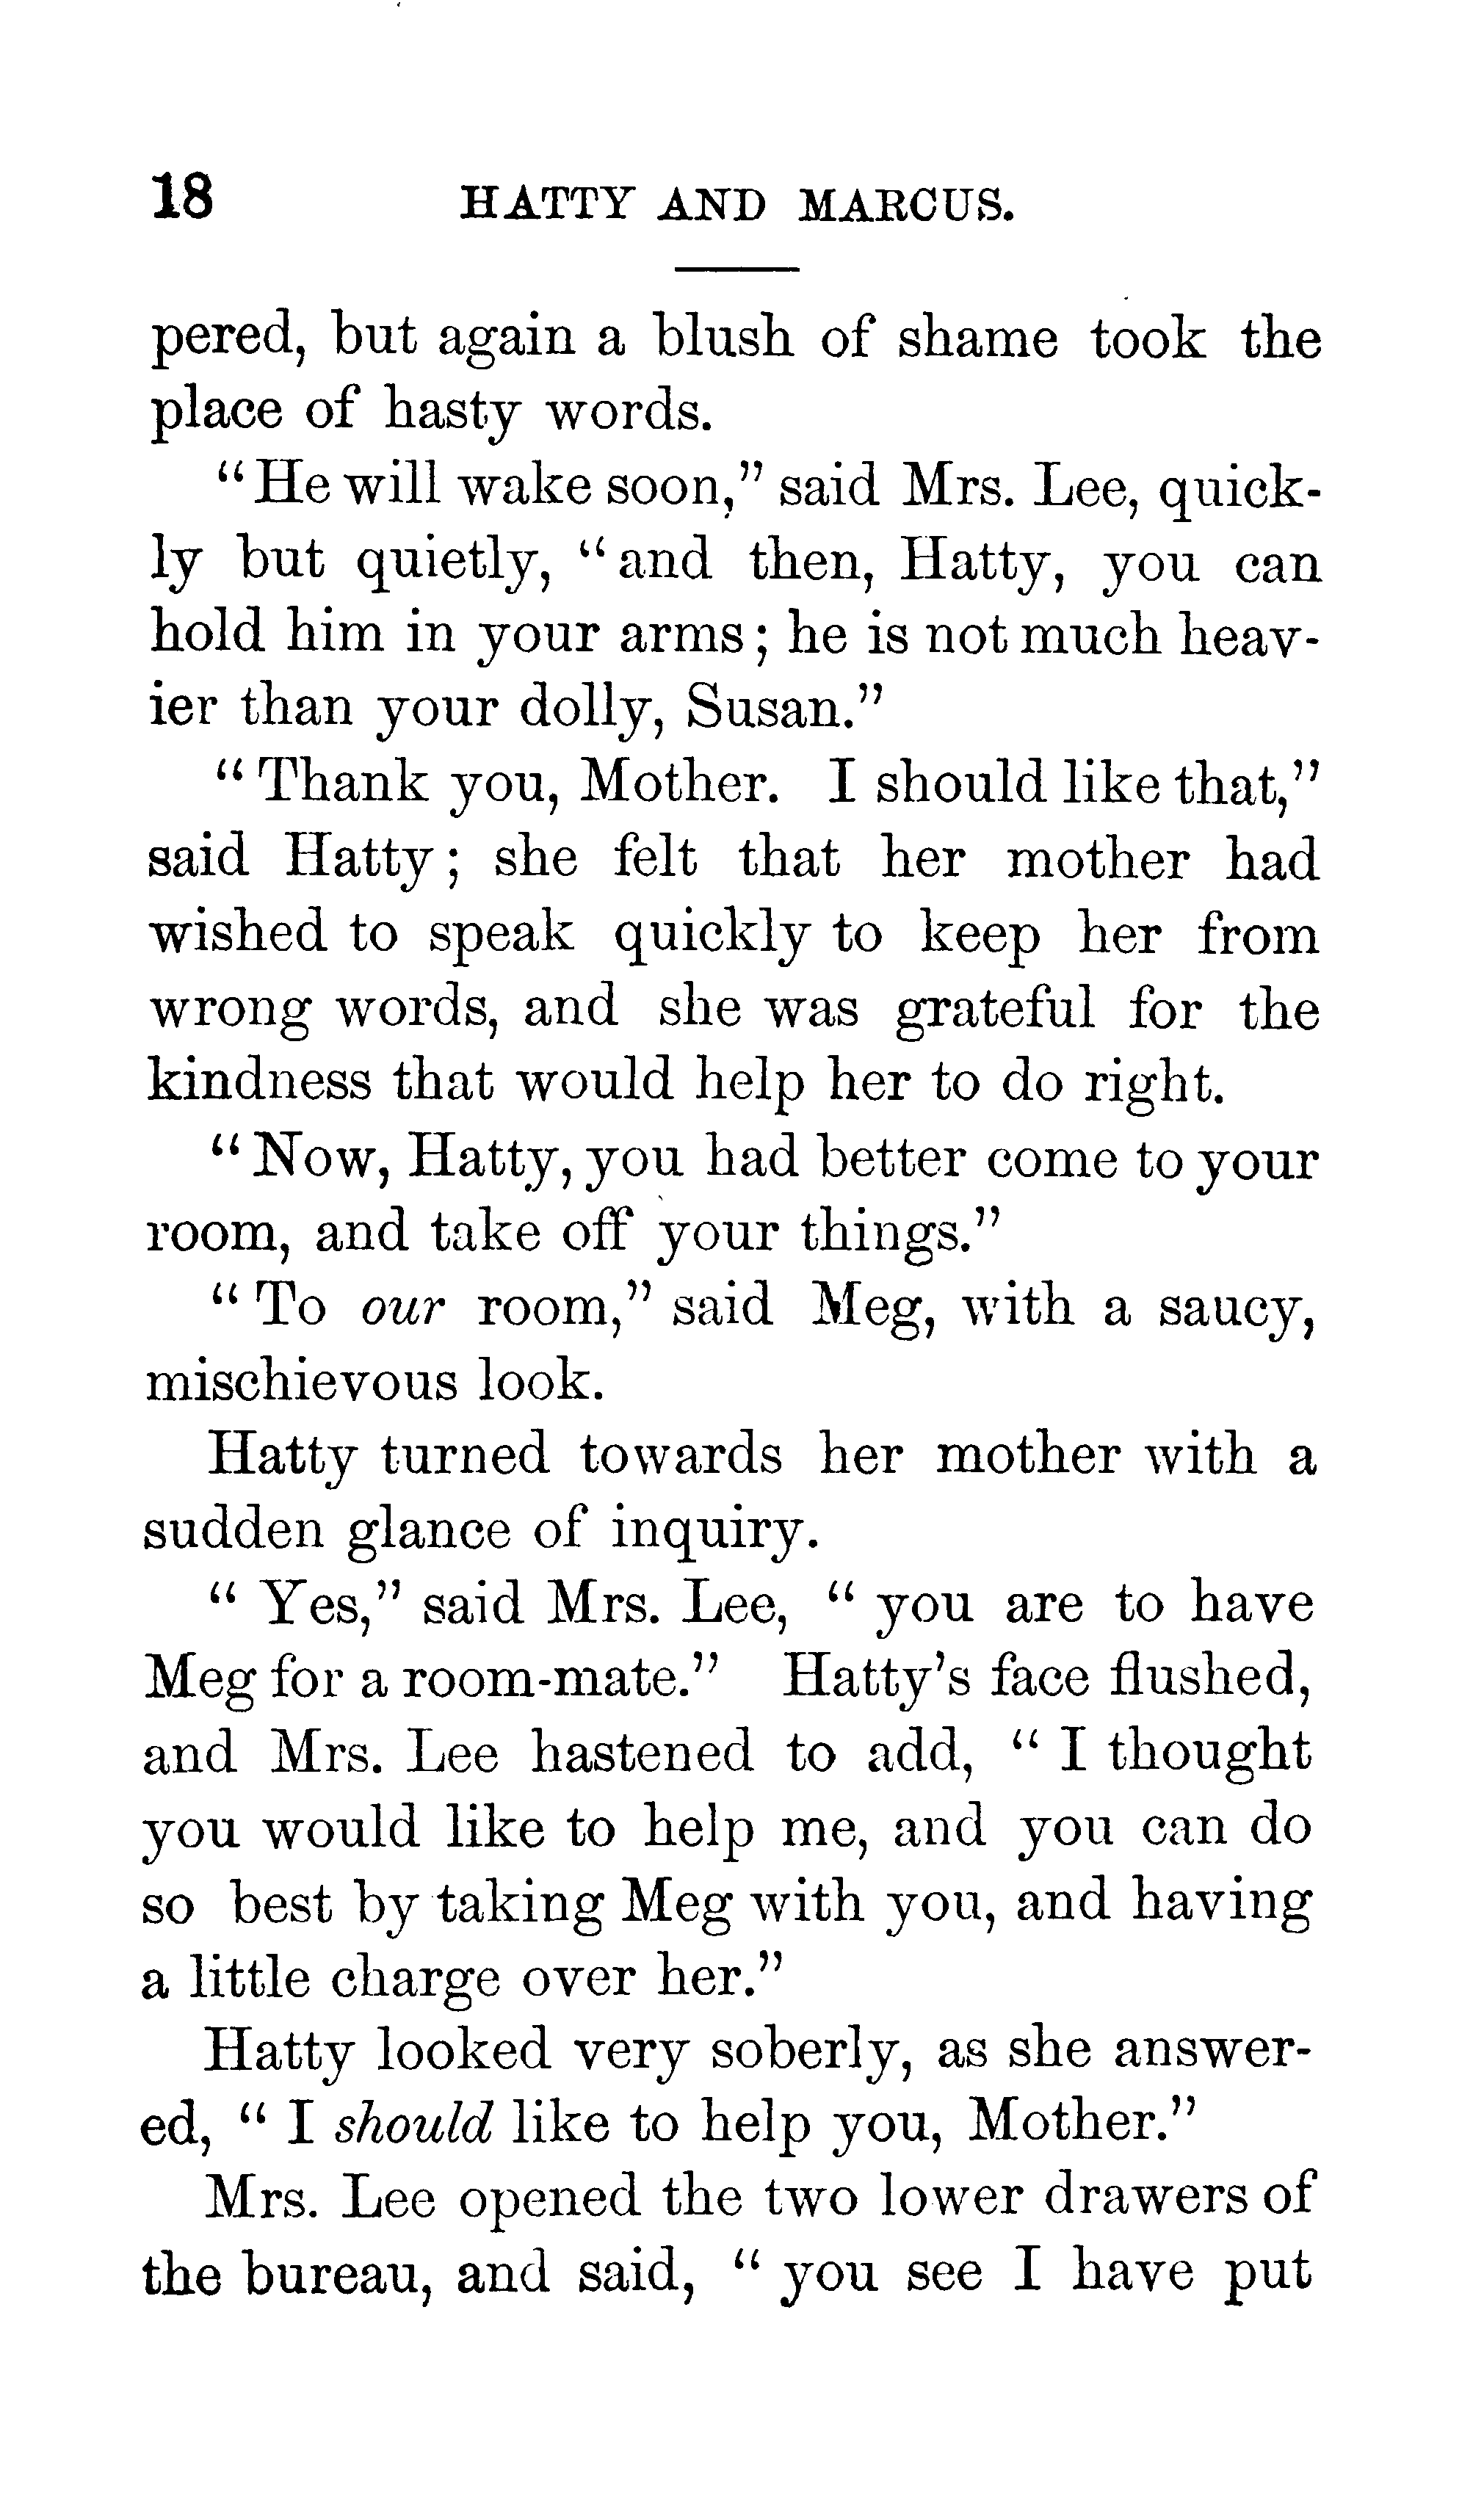 18 HATTY AND MARCUS.
pered, but again a blush of shame took the
place of hasty words.
"He will wake soon," said Mrs. Lee, quick-
ly but quietly, "and then, Hatty, you can
hold him in your arms; he is not much heav-
ier than your dolly, Susan."
"Thank you, Mother. I should like that,"
said Hatty; she felt that her mother had
wished to speak quickly to keep her from
wrong words, and she was grateful for the
kindness that would help her to do right.
"Now, Hatty, you had better come to your
room, and take off your things."
"To our room," said Meg, with a saucy,
mischievous look.
Hatty turned towards her mother with a
sudden glance of inquiry.
"Yes," said Mrs. Lee, "you are to have
Meg for a room-mate." Hatty's face flushed,
and Mrs. Lee hastened to add, "I thought
you would like to help me, and you can do
so best by taking Meg with you, and having
a little charge over her."
Hatty looked very soberly, as she answer-
ed, "I should like to help you, Mother."
Mrs. Lee opened the two lower drawers of
the bureau, and said, "you see I have put